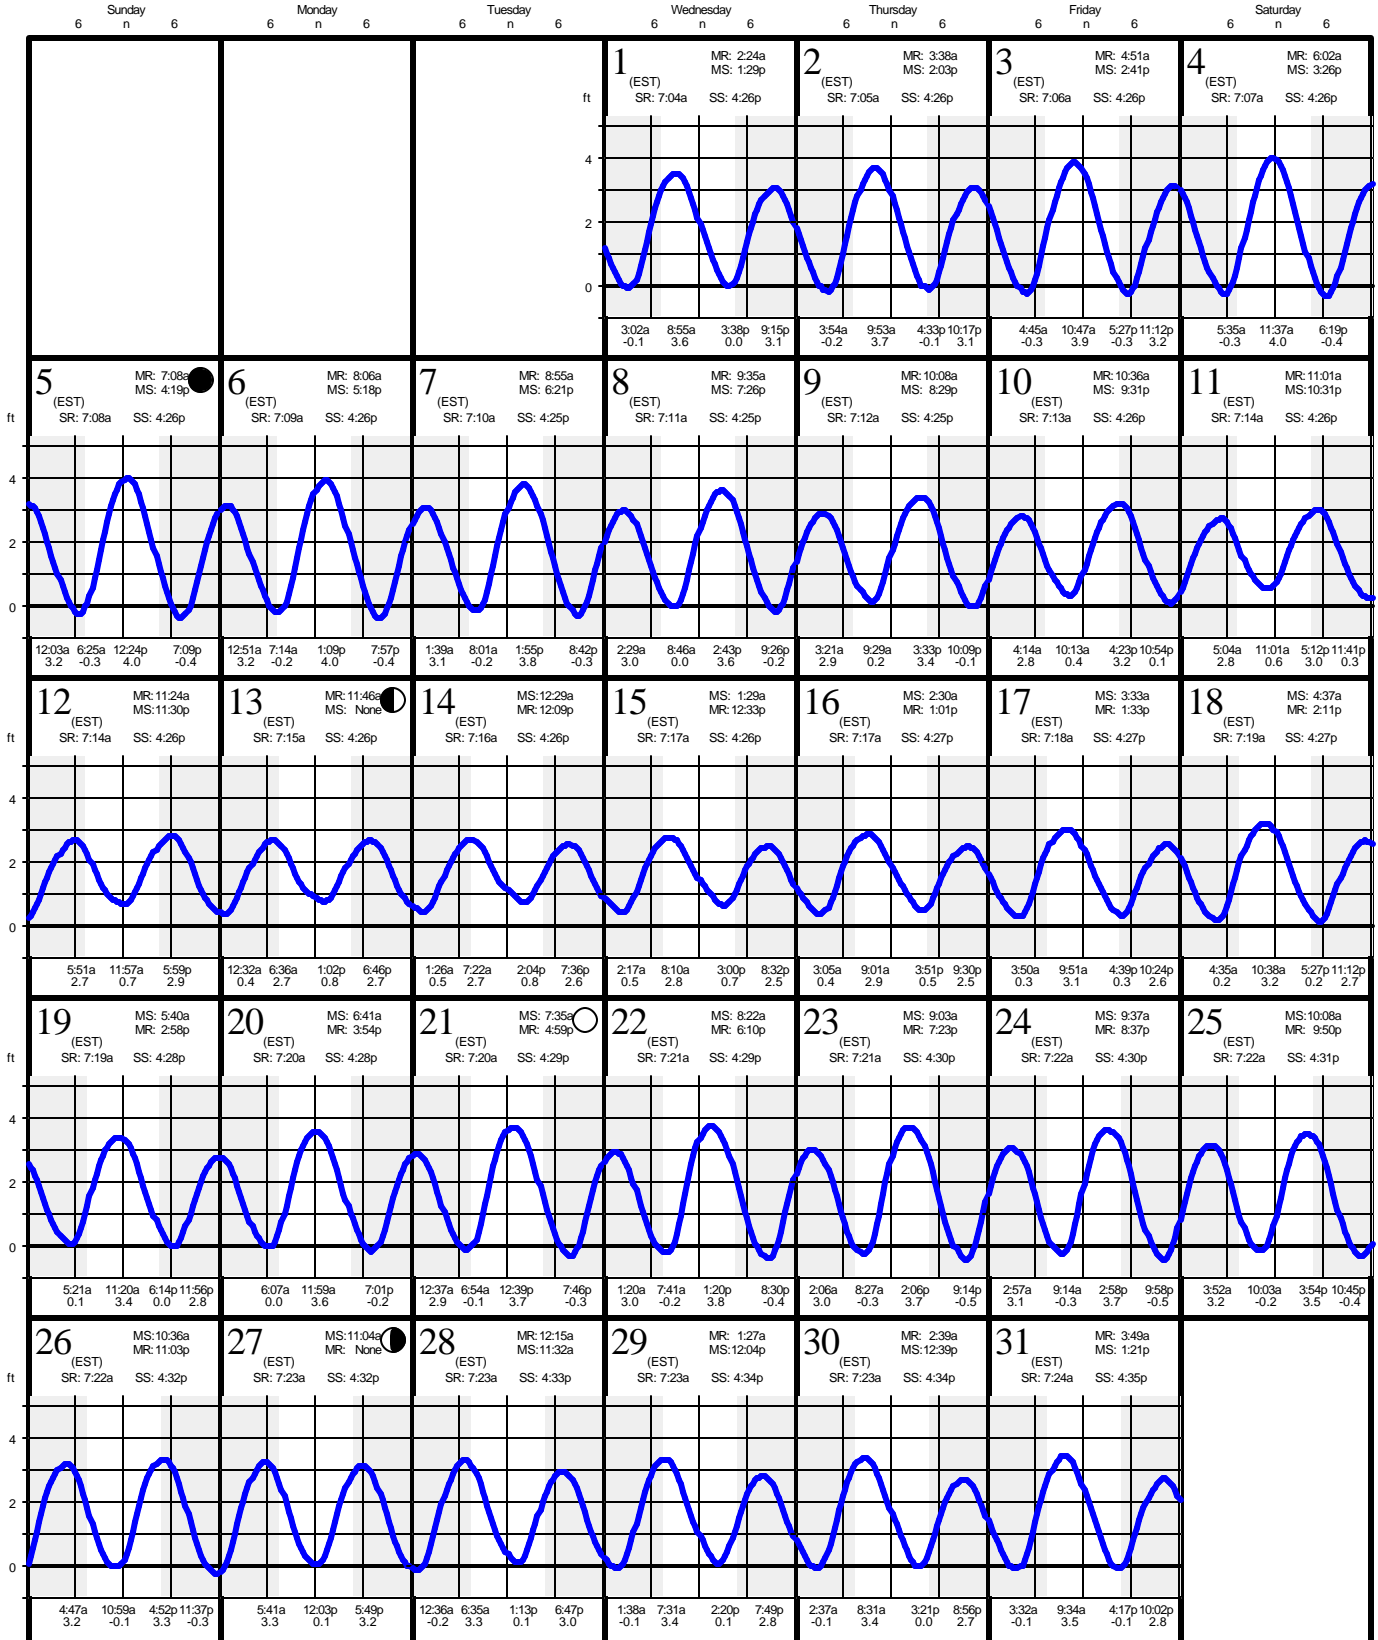 Sunday Monday Tuesday Wednesday Thursday Friday Saturday
6 n 6 6 n 6 6 n 6 6 n 6 6 n 6 6 n 6 6 n 6
1 MR: 2:24a
MS: 1:29p
(EST)
SR: 7:04a SS: 4:26p
2 MR: 3:38a
MS: 2:03p
(EST)
SR: 7:05a SS: 4:26p
3 MR: 4:51a
MS: 2:41p
(EST)
SR: 7:06a SS: 4:26p
4 MR: 6:02a
MS: 3:26p
(EST)
SR: 7:07a SS: 4:26p
ft
4
2
0
3:02a 8:55a 3:38p 9:15p
-0.1 3.6 0.0 3.1
3:54a 9:53a 4:33p 10:17p
-0.2 3.7 -0.1 3.1
4:45a 10:47a 5:27p 11:12p
-0.3 3.9 -0.3 3.2
5:35a 11:37a 6:19p
-0.3 4.0 -0.4
5 MR: 7:08a
MS: 4:19p
(EST)
SR: 7:08a SS: 4:26p
6 MR: 8:06a
MS: 5:18p
(EST)
SR: 7:09a SS: 4:26p
7 MR: 8:55a
MS: 6:21p
(EST)
SR: 7:10a SS: 4:25p
8 MR: 9:35a
MS: 7:26p
(EST)
SR: 7:11a SS: 4:25p
9 MR: 10:08a
MS: 8:29p
(EST)
SR: 7:12a SS: 4:25p
10 MR: 10:36a
MS: 9:31p
(EST)
SR: 7:13a SS: 4:26p
11 MR: 11:01a
MS: 10:31p
(EST)
SR: 7:14a SS: 4:26p
ft
4
2
0
12:03a 6:25a 12:24p 7:09p
3.2 -0.3 4.0 -0.4
12:51a 7:14a 1:09p 7:57p
3.2 -0.2 4.0 -0.4
1:39a 8:01a 1:55p 8:42p
3.1 -0.2 3.8 -0.3
2:29a 8:46a 2:43p 9:26p
3.0 0.0 3.6 -0.2
3:21a 9:29a 3:33p 10:09p
2.9 0.2 3.4 -0.1
4:14a 10:13a 4:23p 10:54p
2.8 0.4 3.2 0.1
5:04a 11:01a 5:12p 11:41p
2.8 0.6 3.0 0.3
12 MR: 11:24a
MS: 11:30p
(EST)
SR: 7:14a SS: 4:26p
13 MR: 11:46a
MS: None
(EST)
SR: 7:15a SS: 4:26p
14 MS: 12:29a
MR: 12:09p
(EST)
SR: 7:16a SS: 4:26p
15 MS: 1:29a
MR: 12:33p
(EST)
SR: 7:17a SS: 4:26p
16 MS: 2:30a
MR: 1:01p
(EST)
SR: 7:17a SS: 4:27p
17 MS: 3:33a
MR: 1:33p
(EST)
SR: 7:18a SS: 4:27p
18 MS: 4:37a
MR: 2:11p
(EST)
SR: 7:19a SS: 4:27p
ft
4
2
0
5:51a 11:57a 5:59p
2.7 0.7 2.9
12:32a 6:36a 1:02p 6:46p
0.4 2.7 0.8 2.7
1:26a 7:22a 2:04p 7:36p
0.5 2.7 0.8 2.6
2:17a 8:10a 3:00p 8:32p
0.5 2.8 0.7 2.5
3:05a 9:01a 3:51p 9:30p
0.4 2.9 0.5 2.5
3:50a 9:51a 4:39p 10:24p
0.3 3.1 0.3 2.6
4:35a 10:38a 5:27p 11:12p
0.2 3.2 0.2 2.7
19 MS: 5:40a
MR: 2:58p
(EST)
SR: 7:19a SS: 4:28p
20 MS: 6:41a
MR: 3:54p
(EST)
SR: 7:20a SS: 4:28p
21 MS: 7:35a
MR: 4:59p
(EST)
SR: 7:20a SS: 4:29p
22 MS: 8:22a
MR: 6:10p
(EST)
SR: 7:21a SS: 4:29p
23 MS: 9:03a
MR: 7:23p
(EST)
SR: 7:21a SS: 4:30p
24 MS: 9:37a
MR: 8:37p
(EST)
SR: 7:22a SS: 4:30p
25 MS: 10:08a
MR: 9:50p
(EST)
SR: 7:22a SS: 4:31p
ft
4
2
0
5:21a 11:20a 6:14p 11:56p
0.1 3.4 0.0 2.8
6:07a 11:59a 7:01p
0.0 3.6 -0.2
12:37a 6:54a 12:39p 7:46p
2.9 -0.1 3.7 -0.3
1:20a 7:41a 1:20p 8:30p
3.0 -0.2 3.8 -0.4
2:06a 8:27a 2:06p 9:14p
3.0 -0.3 3.7 -0.5
2:57a 9:14a 2:58p 9:58p
3.1 -0.3 3.7 -0.5
3:52a 10:03a 3:54p 10:45p
3.2 -0.2 3.5 -0.4
26 MS: 10:36a
MR: 11:03p
(EST)
SR: 7:22a SS: 4:32p
27 MS: 11:04a
MR: None
(EST)
SR: 7:23a SS: 4:32p
28 MR: 12:15a
MS: 11:32a
(EST)
SR: 7:23a SS: 4:33p
29 MR: 1:27a
MS: 12:04p
(EST)
SR: 7:23a SS: 4:34p
30 MR: 2:39a
MS: 12:39p
(EST)
SR: 7:23a SS: 4:34p
31 MR: 3:49a
MS: 1:21p
(EST)
SR: 7:24a SS: 4:35p
ft
4
2
0
4:47a 10:59a 4:52p 11:37p
3.2 -0.1 3.3 -0.3
5:41a 12:03p 5:49p
3.3 0.1 3.2
12:36a 6:35a 1:13p 6:47p
-0.2 3.3 0.1 3.0
1:38a 7:31a 2:20p 7:49p
-0.1 3.4 0.1 2.8
2:37a 8:31a 3:21p 8:56p
-0.1 3.4 0.0 2.7
3:32a 9:34a 4:17p 10:02p
-0.1 3.5 -0.1 2.8